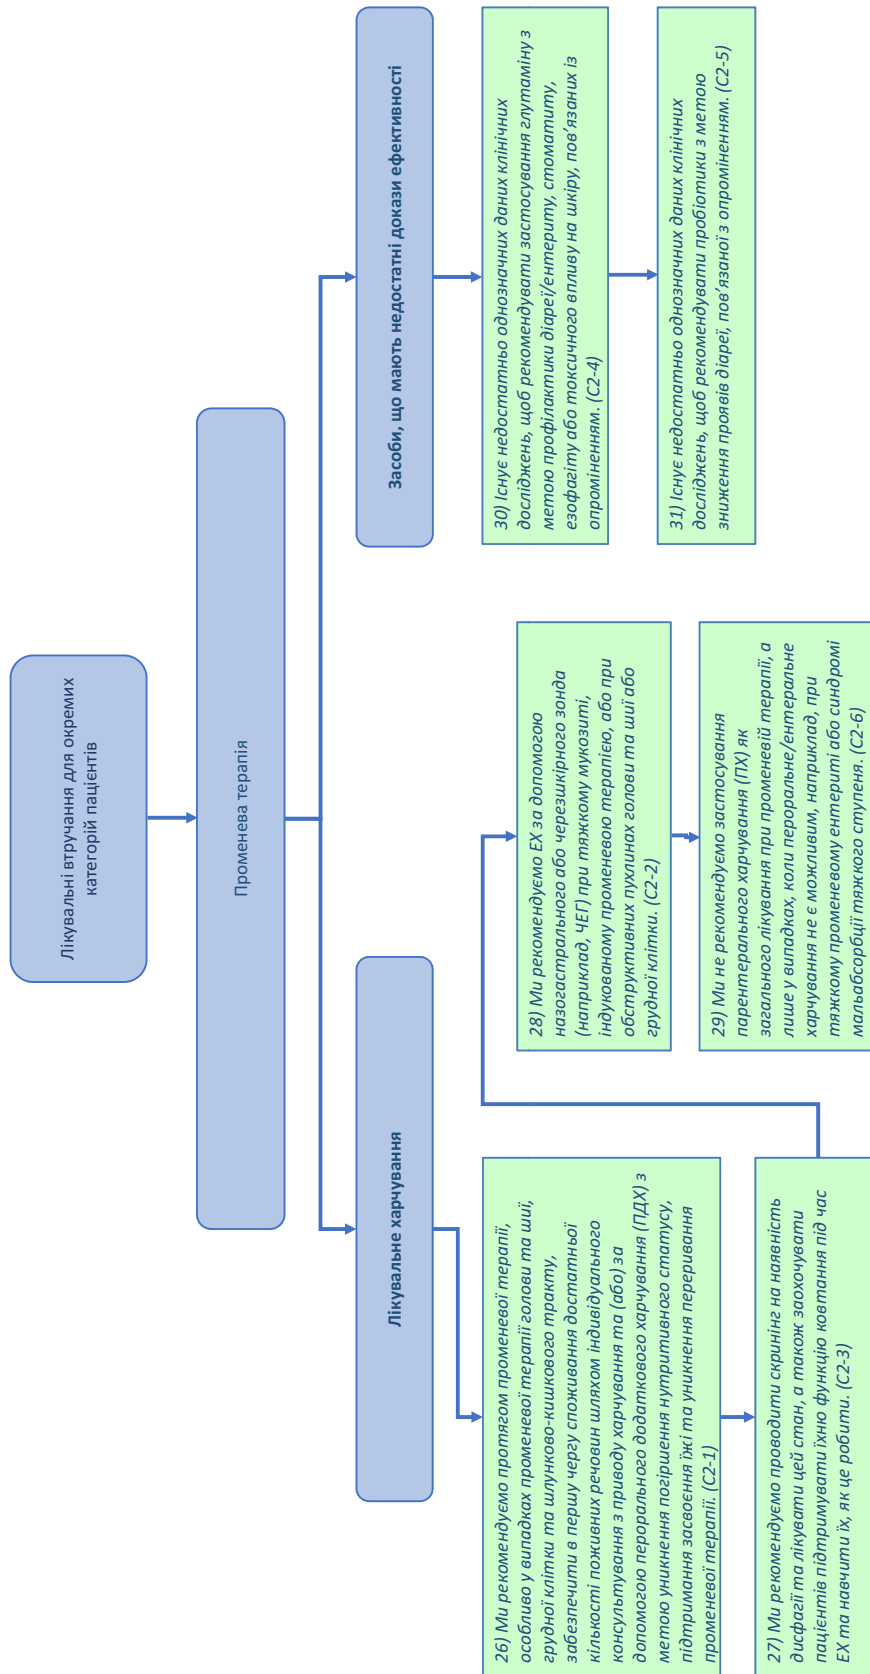 Лікувальні втручання для окремих
категорій пацієнтів
Променева терапія
Лікувальне харчування
26) Ми рекомендуємо протягом променевої терапії,
особливо у випадках променевої терапії голови та шиї,
грудної клітки та шлунково-кишкового тракту,
забезпечити в першу чергу споживання достатньої
кількості поживних речовин шляхом індивідуального
консультування з приводу харчування та (або) за
допомогою перорального додаткового харчування (ПДХ) з
метою уникнення погіршення нутритивного статусу,
підтримання засвоєння їжі та уникнення переривання
променевої терапії. (С2-1)
27) Ми рекомендуємо проводити скринінг на наявність
дисфагії та лікувати цей стан, а також заохочувати
пацієнтів підтримувати їхню функцію ковтання під час
ЕХ та навчити їх, як це робити. (С2-3)
28) Ми рекомендуємо ЕХ за допомогою
назогастрального або черезшкірного зонда
(наприклад, ЧЕГ) при тяжкому мукозиті,
індукованому променевою терапією, або при
обструктивних пухлинах голови та шиї або
грудної клітки. (С2-2)
29) Ми не рекомендуємо застосування
парентерального харчування (ПХ) як
загального лікування при променевій терапії, а
лише у випадках, коли пероральне/ентеральне
харчування не є можливим, наприклад, при
тяжкому променевому ентериті або синдромі
мальабсорбції тяжкого ступеня. (С2-6)
Засоби, що мають недостатні докази ефективності
30) Існує недостатньо однозначних даних клінічних
досліджень, щоб рекомендувати застосування глутаміну з
метою профілактики діареї/ентериту, стоматиту,
езофагіту або токсичного впливу на шкіру, пов’язаних із
опроміненням. (С2-4)
31) Існує недостатньо однозначних даних клінічних
досліджень, щоб рекомендувати пробіотики з метою
зниження проявів діареї, пов’язаної з опроміненням. (С2-5)